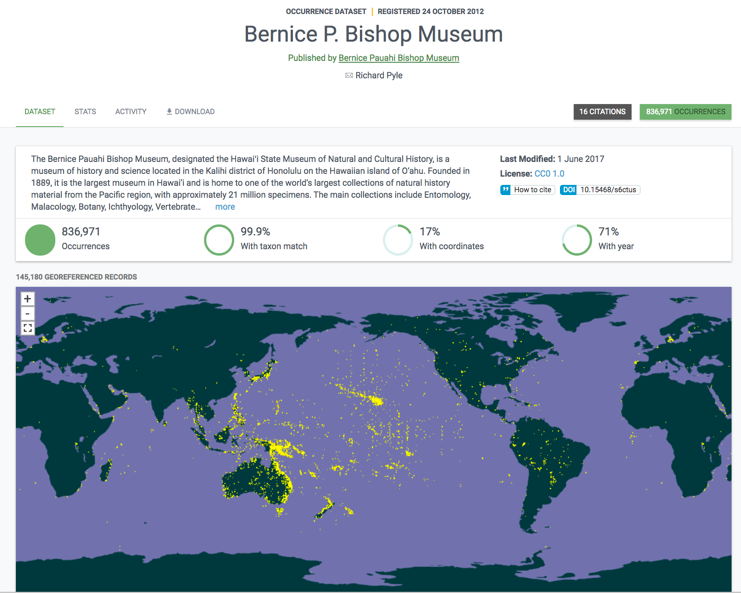 OCCURRENCE DATASET | REGISTERED 24 OCTOBER 2012
Bernice P. Bishop Museum
Published by Bernice Pauahi Bishop Museum
Richard Pyle
DATASET STATS ACTIVITY DOWNLOAD 16 CITATIONS 836,971 OCCURRENCES
The Bernice Pauahi Bishop Museum, designated the Hawaiʻi State Museum of Natural and Cultural History, is a
museum of history and science located in the Kalihi district of Honolulu on the Hawaiian island of Oʻahu. Founded in
1889, it is the largest museum in Hawaiʻi and is home to one of the world's largest collections of natural history
material from the Pacific region, with approximately 21 million specimens. The main collections include Entomology,
Malacology, Botany, Ichthyology, Vertebrate... more
Last Modified: 1 June 2017
License: CC0 1.0
How to cite DOI 10.15468/s6ctus
836,971
Occurrences
99.9%
With taxon match
17%
With coordinates
71%
With year
145,180 GEOREFERENCED RECORDS
+
-